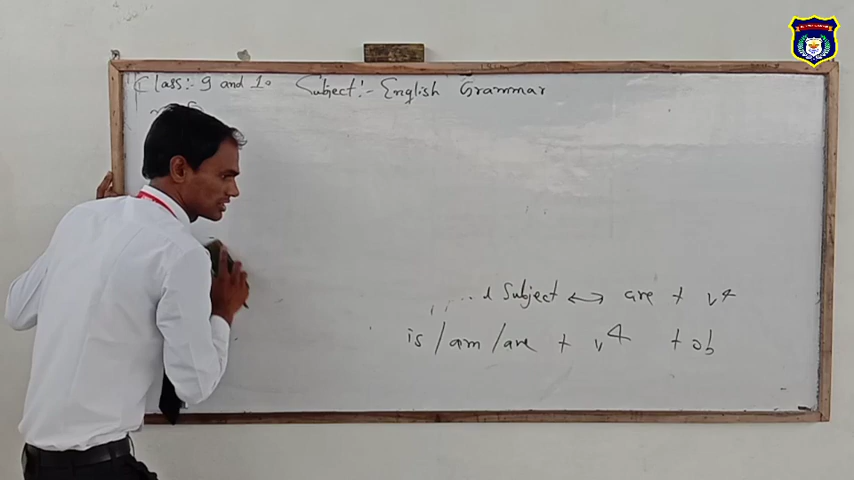 Class:- 9 and 10 Subject:- English Grammar
Subject ↔ are + v4
is / am / are + v4 + ob